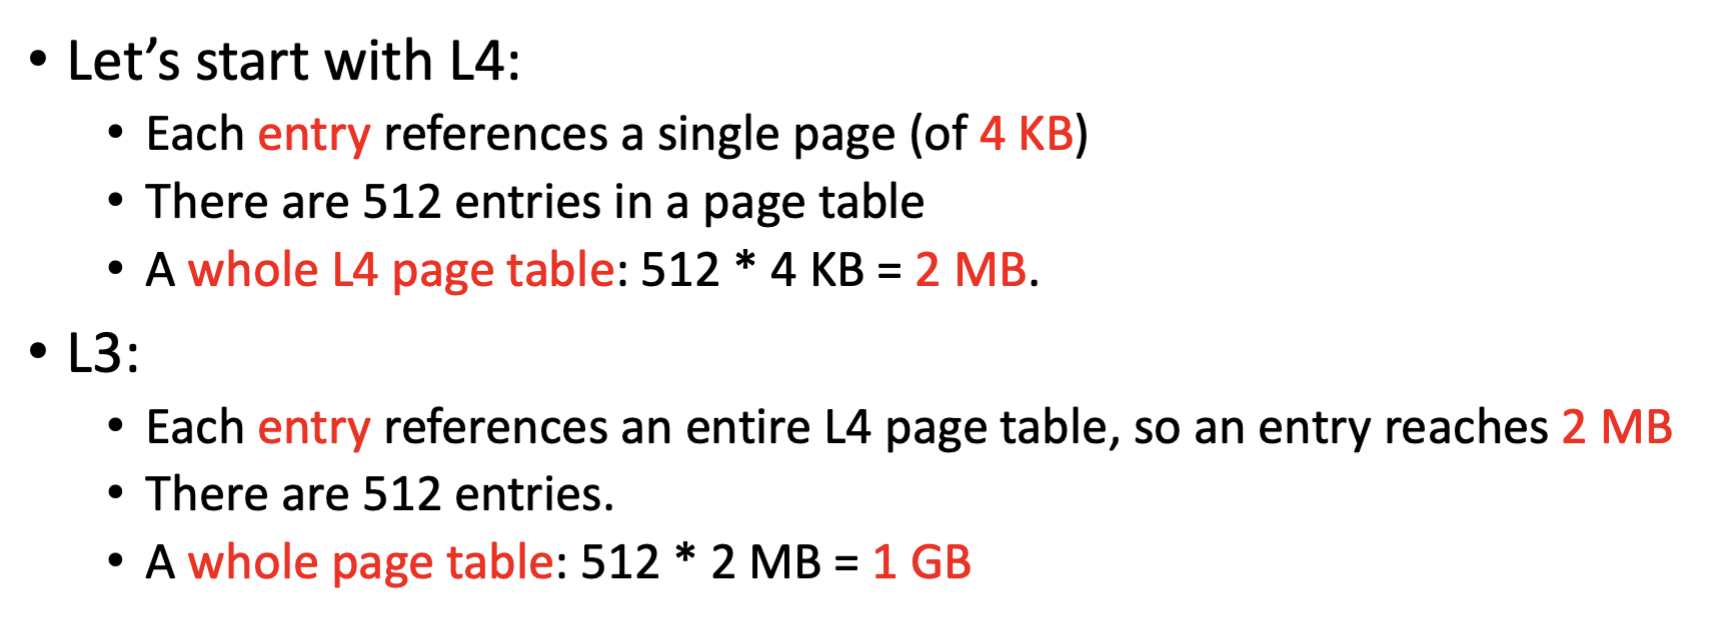 • Let’s start with L4:
• Each entry references a single page (of 4 KB)
• There are 512 entries in a page table
• A whole L4 page table: 512 * 4 KB = 2 MB.
• L3:
• Each entry references an entire L4 page table, so an entry reaches 2 MB
• There are 512 entries.
• A whole page table: 512 * 2 MB = 1 GB